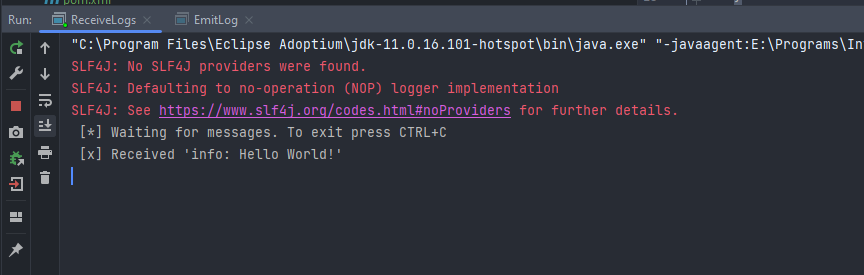 pom.xml
Run: ReceiveLogs EmitLog
"C:\Program Files\Eclipse Adoptium\jdk-11.0.16.101-hotspot\bin\java.exe" "-javaagent:E:\Programs\In
SLF4J: No SLF4J providers were found.
SLF4J: Defaulting to no-operation (NOP) logger implementation
SLF4J: See https://www.slf4j.org/codes.html#noProviders for further details.
[*] Waiting for messages. To exit press CTRL+C
[x] Received 'info: Hello World!'